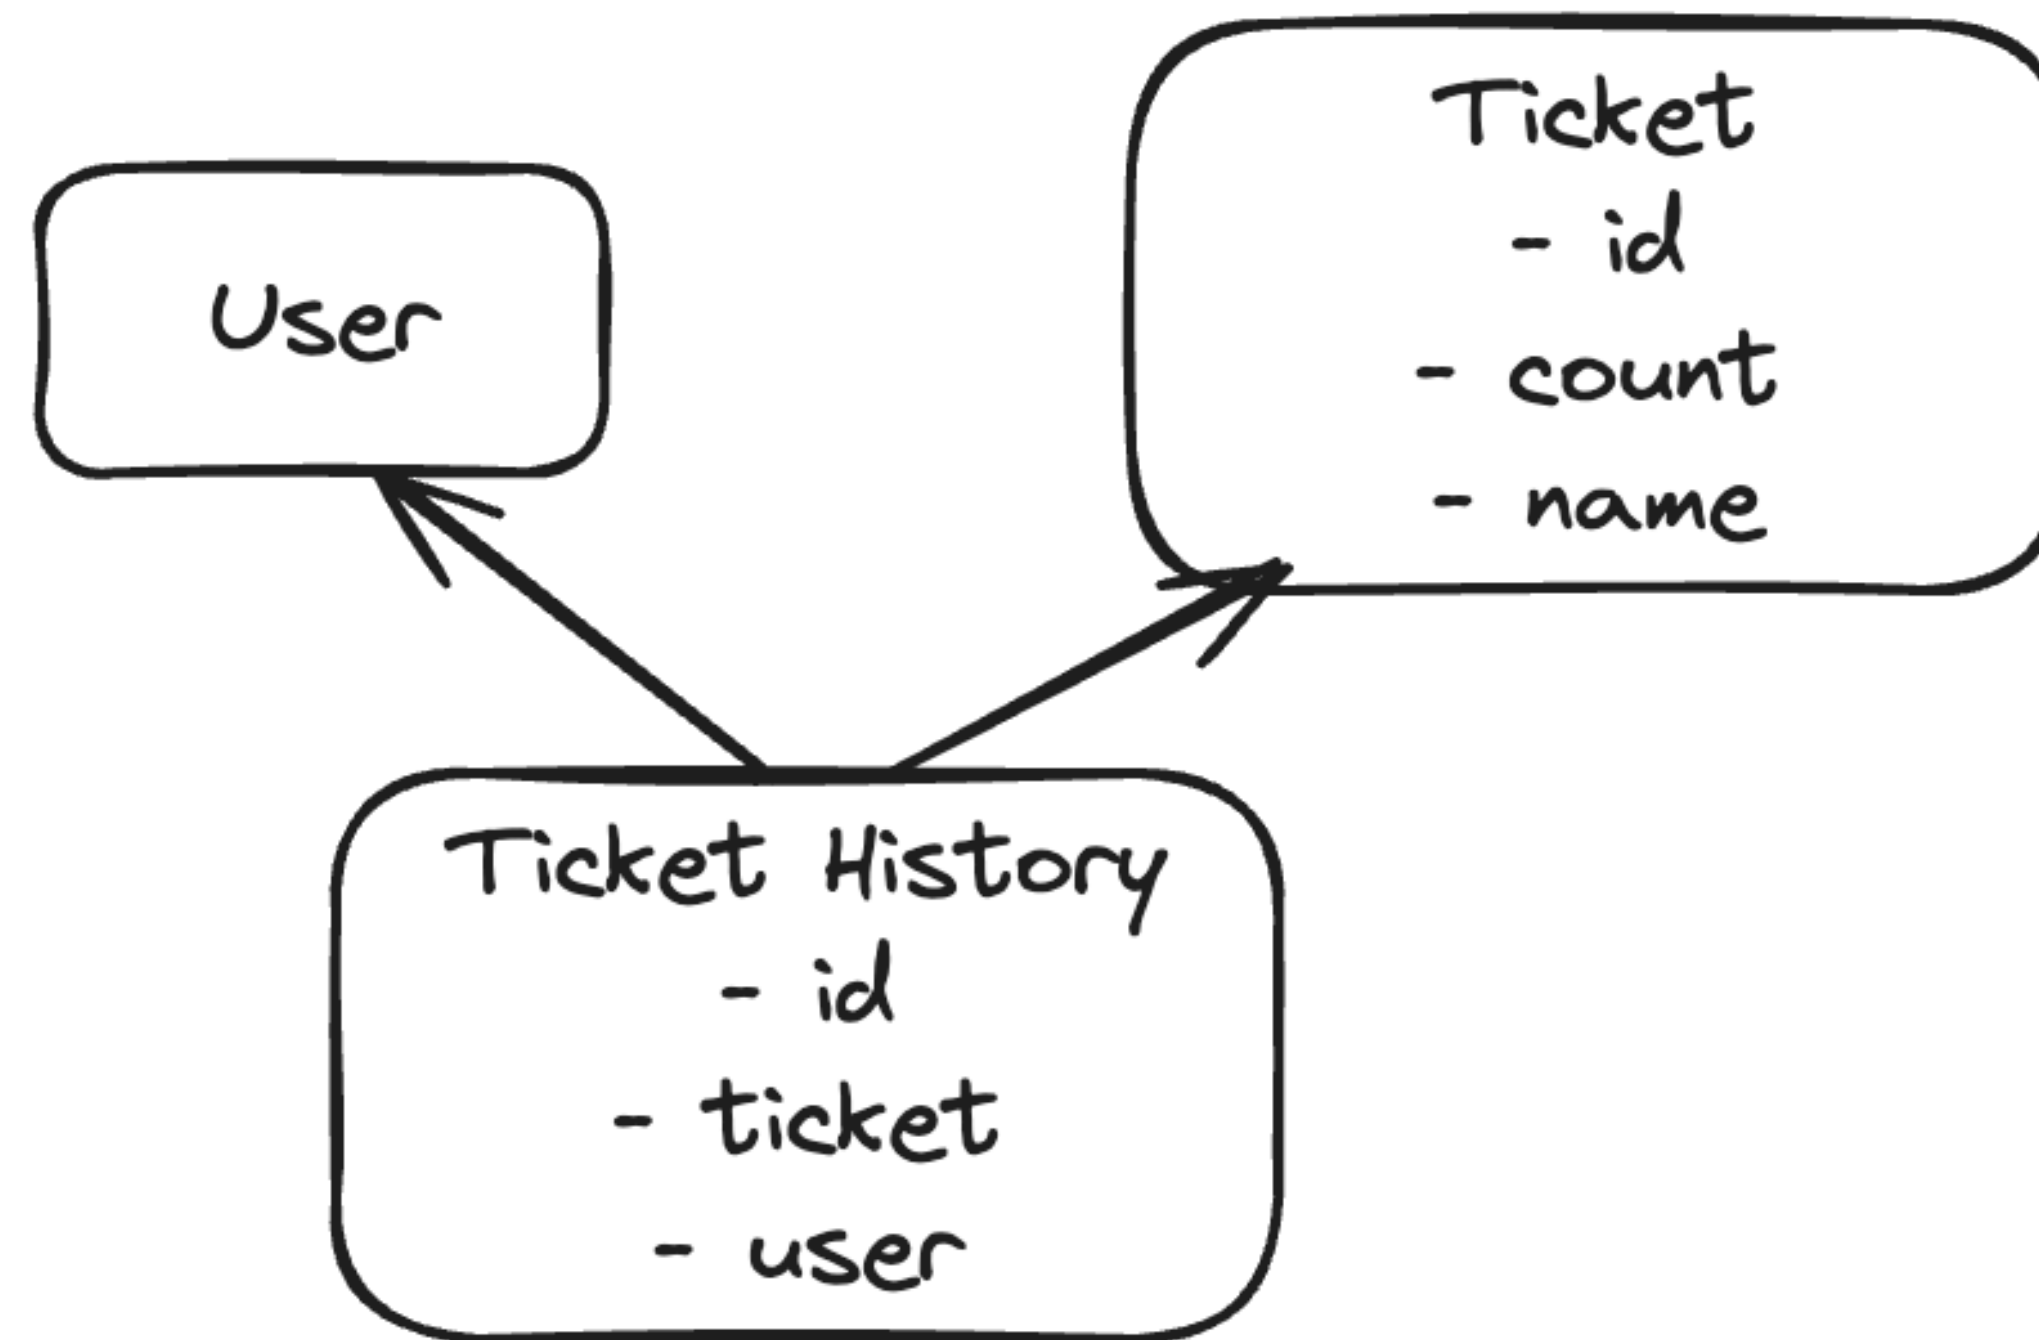 User
Ticket
- id
- count
- name
Ticket History
- id
- ticket
- user